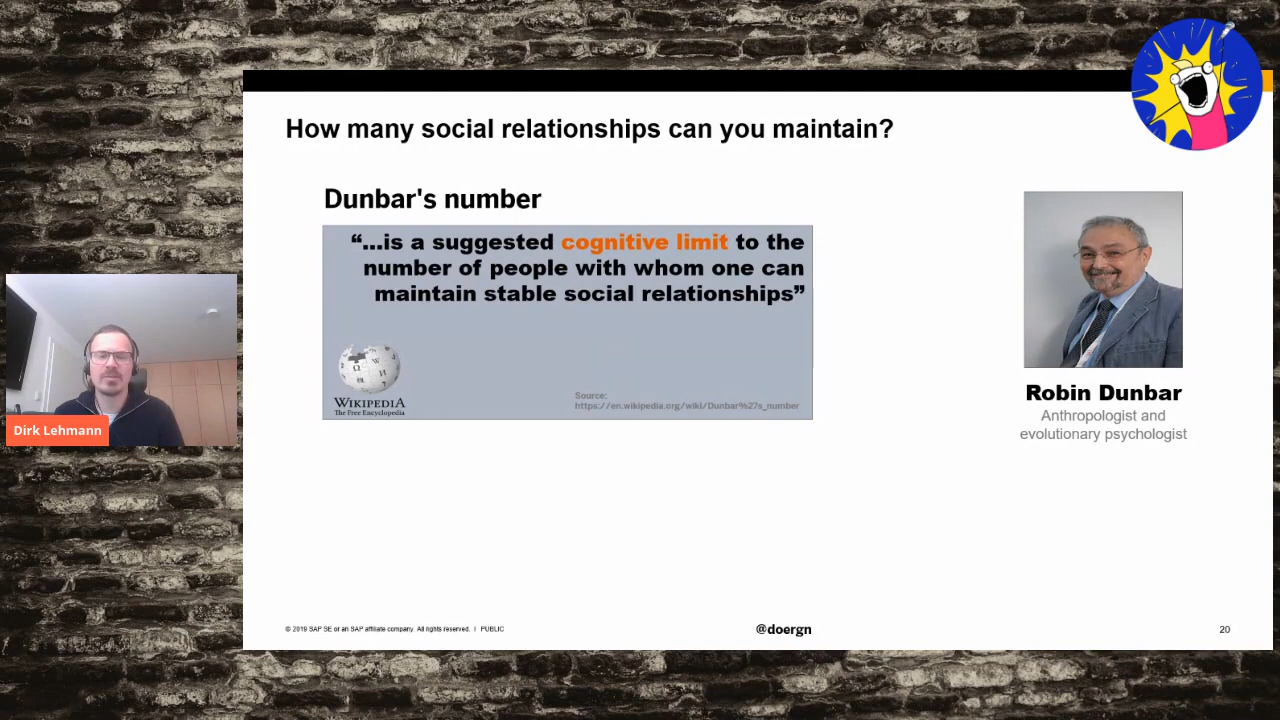 How many social relationships can you maintain?
Dunbar's number
“...is a suggested cognitive limit to the
number of people with whom one can
maintain stable social relationships”
WIKIPEDIA
The Free Encyclopedia
Source:
https://en.wikipedia.org/wiki/Dunbar%27s_number
Robin Dunbar
Anthropologist and
evolutionary psychologist
Dirk Lehmann
© 2019 SAP SE or an SAP affiliate company. All rights reserved. | PUBLIC
@doergn
20